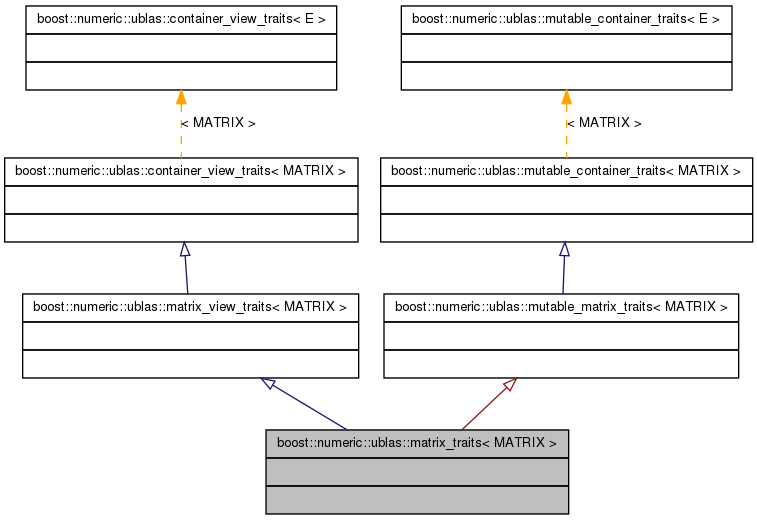 boost::numeric::ublas::container_view_traits< E >
boost::numeric::ublas::mutable_container_traits< E >
< MATRIX >
< MATRIX >
boost::numeric::ublas::container_view_traits< MATRIX >
boost::numeric::ublas::mutable_container_traits< MATRIX >
boost::numeric::ublas::matrix_view_traits< MATRIX >
boost::numeric::ublas::mutable_matrix_traits< MATRIX >
boost::numeric::ublas::matrix_traits< MATRIX >